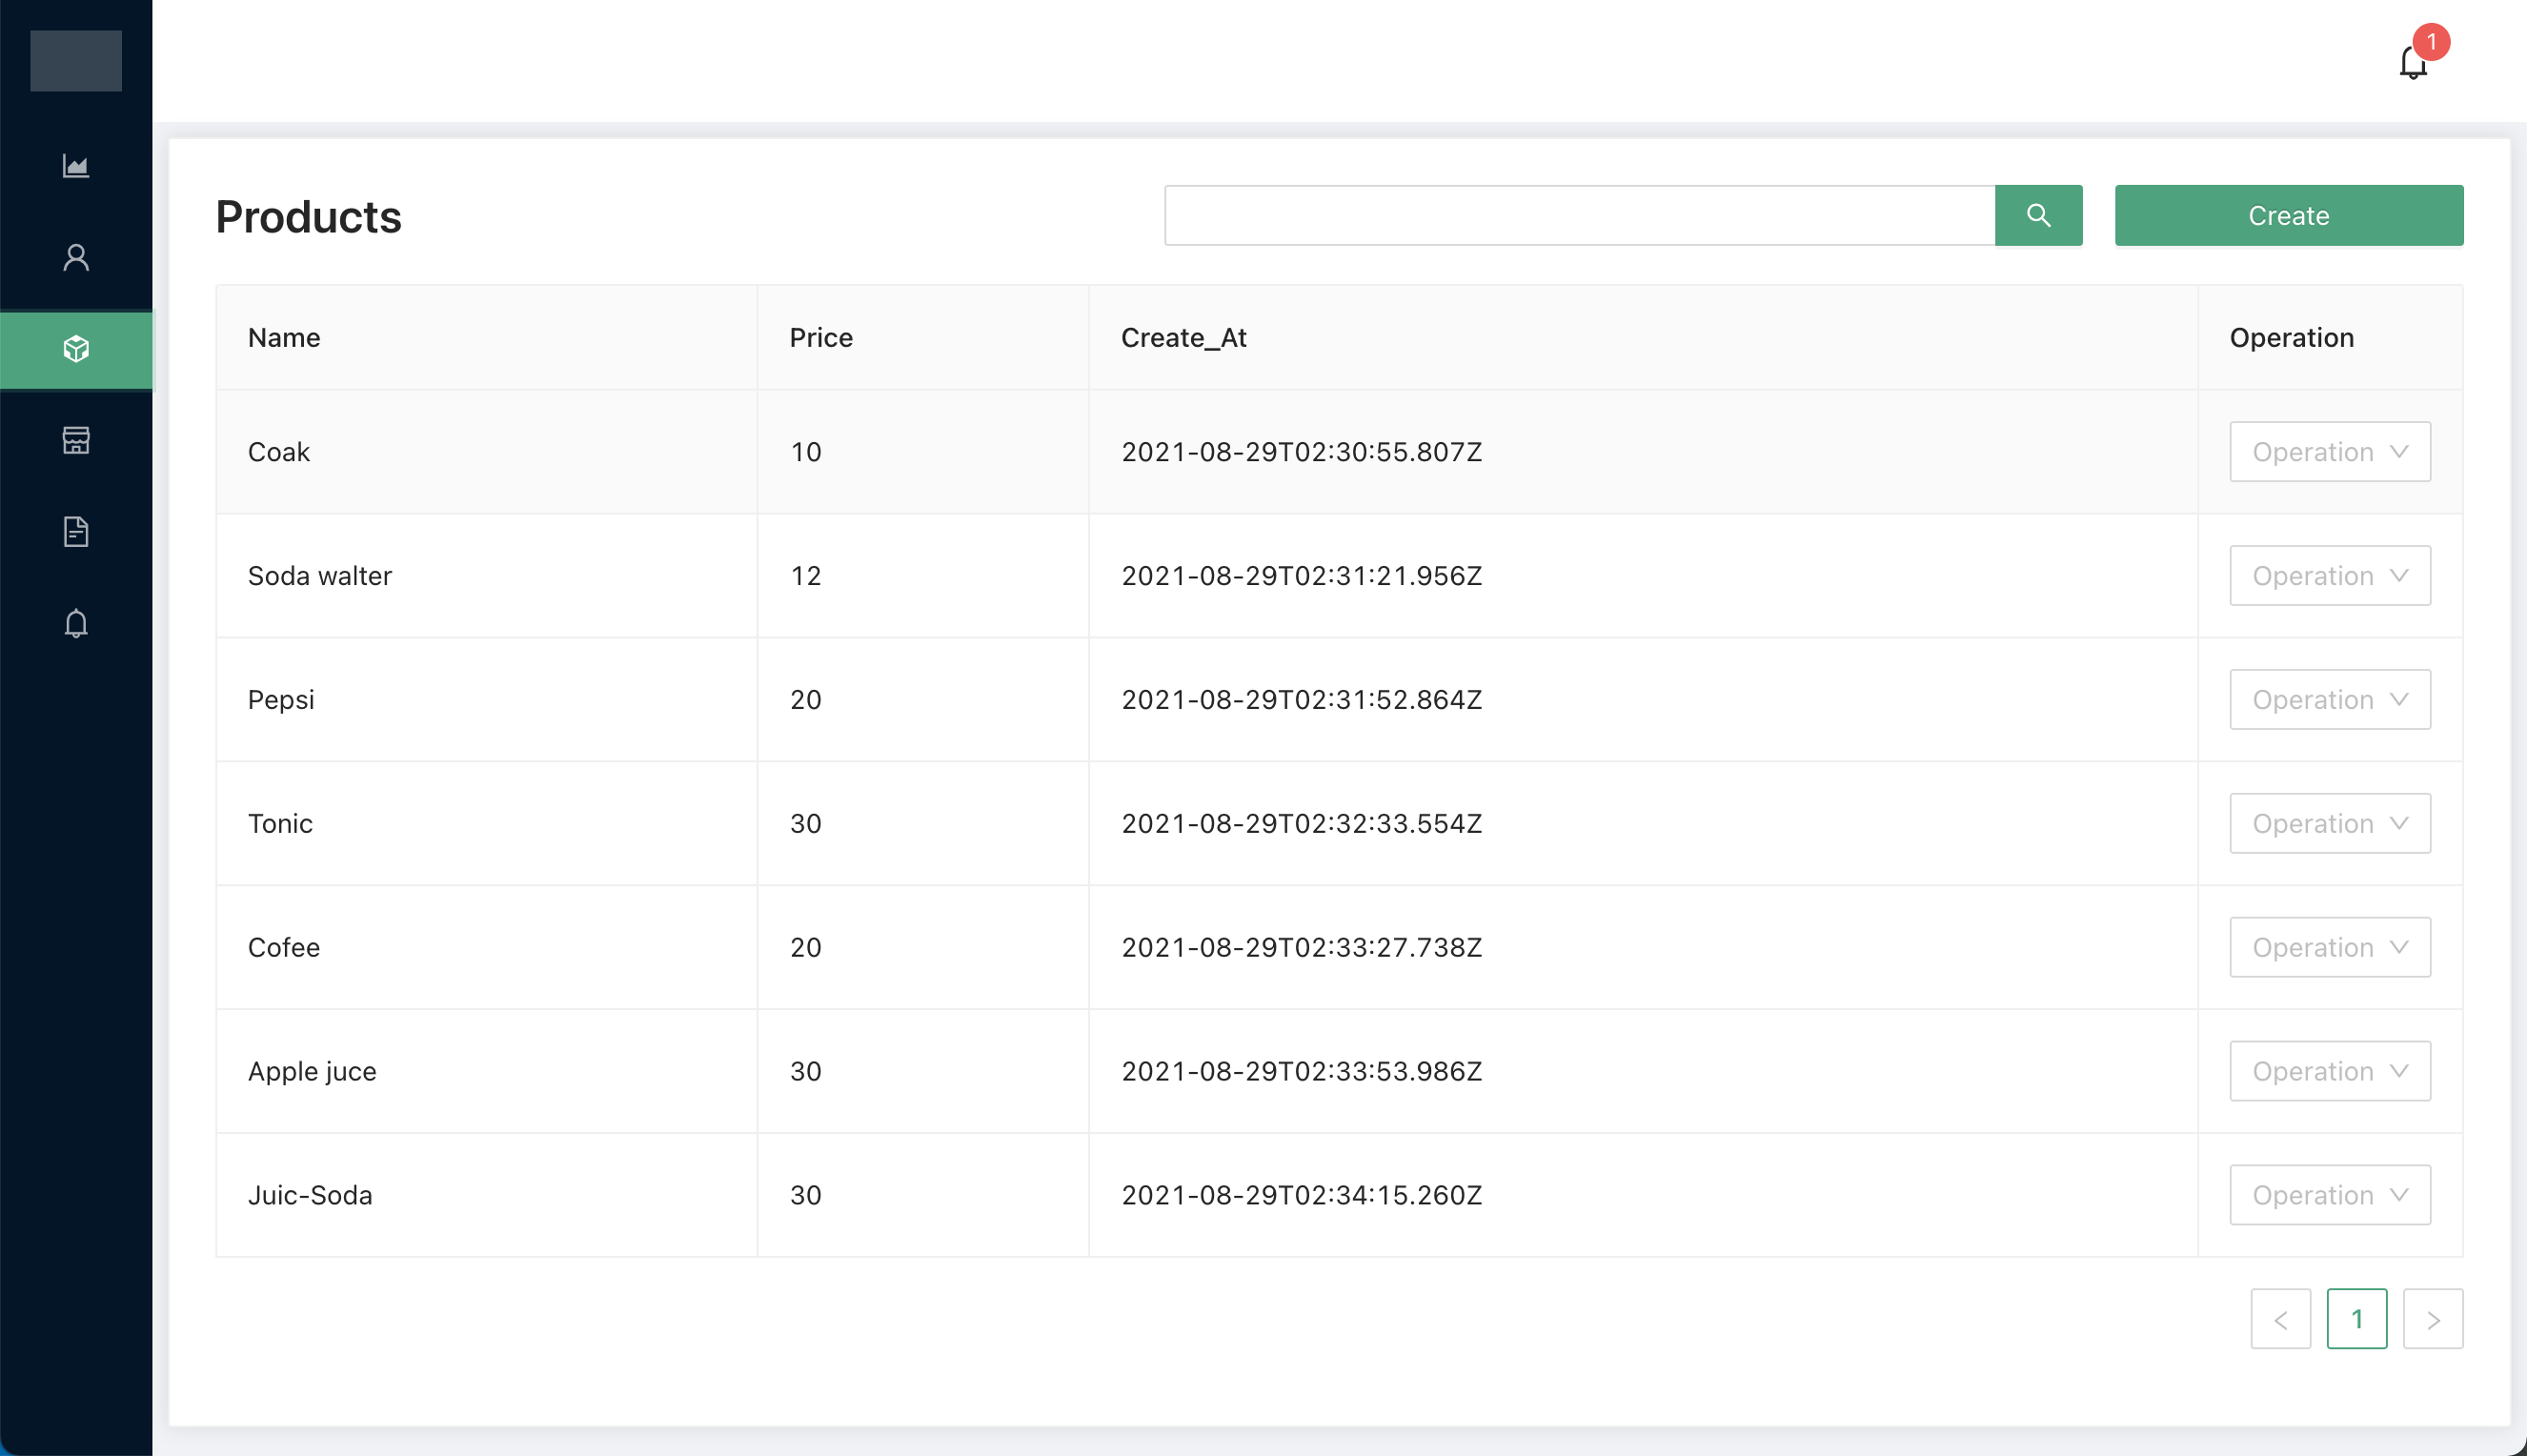 1
Products
Create
Name Price Create_At Operation
Coak 10 2021-08-29T02:30:55.807Z Operation
Soda walter 12 2021-08-29T02:31:21.956Z Operation
Pepsi 20 2021-08-29T02:31:52.864Z Operation
Tonic 30 2021-08-29T02:32:33.554Z Operation
Cofee 20 2021-08-29T02:33:27.738Z Operation
Apple juce 30 2021-08-29T02:33:53.986Z Operation
Juic-Soda 30 2021-08-29T02:34:15.260Z Operation
1